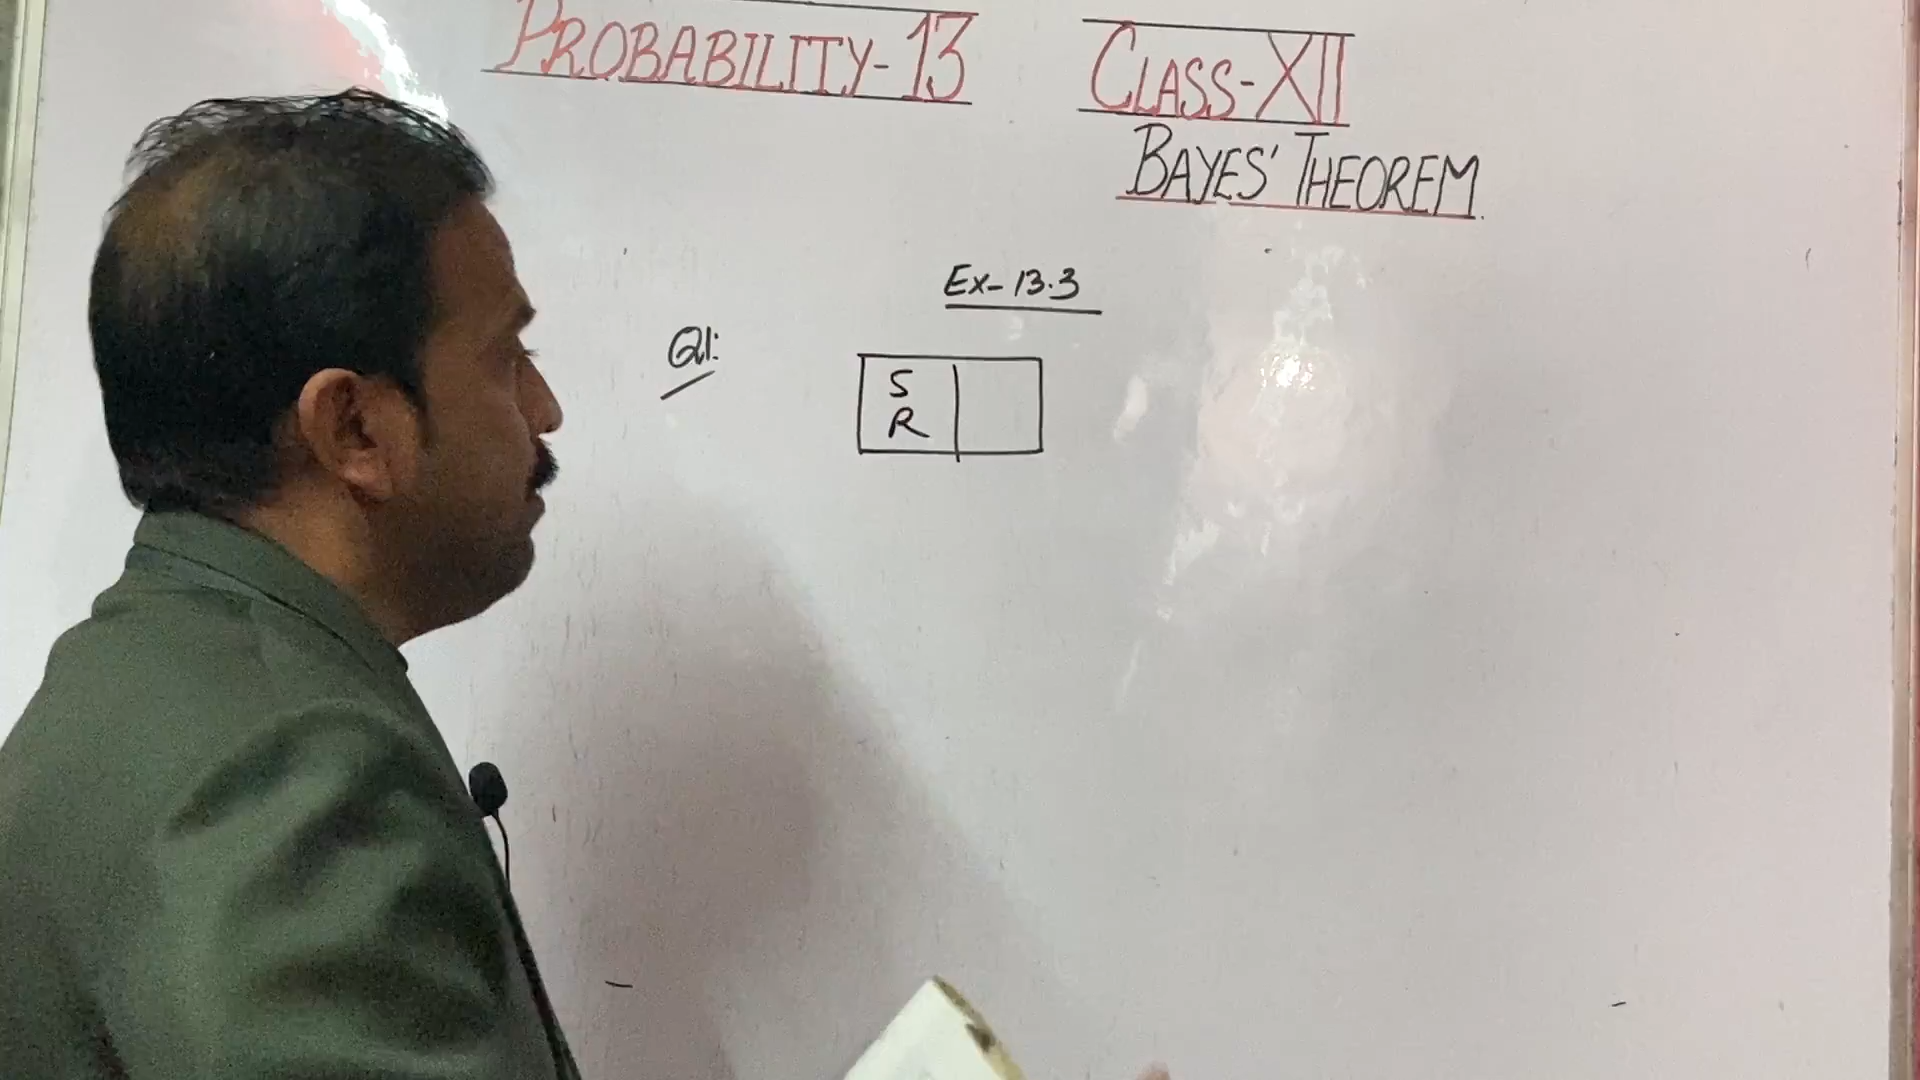 PROBABILITY-13 CLASS-XII
BAYES' THEOREM
Ex-13.3
Q1:
S
R